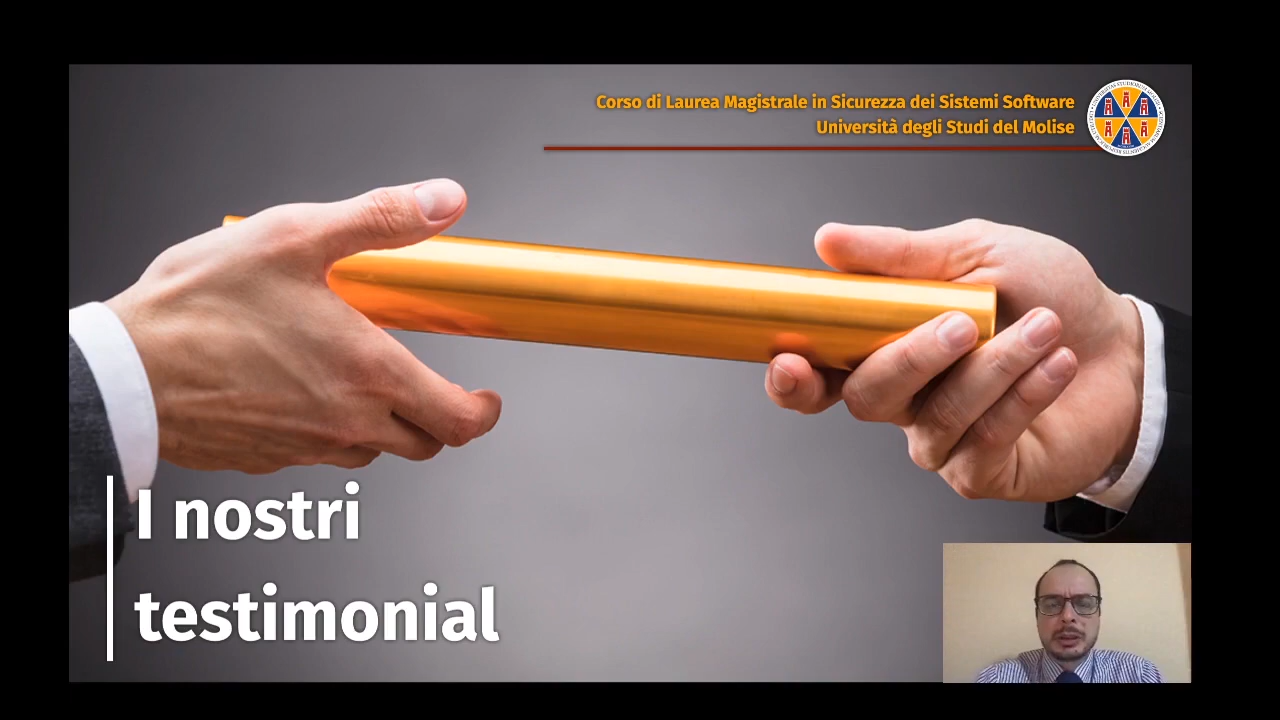 Corso di Laurea Magistrale in Sicurezza dei Sistemi Software
Università degli Studi del Molise
I nostri
testimonial